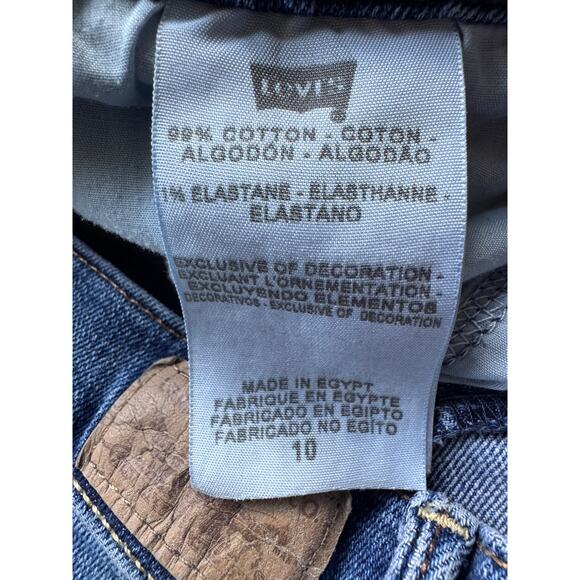 LEVI'S
®
99% COTTON - COTON -
ALGODÓN - ALGODÃO
1% ELASTANE - ELASTHANNE -
ELASTANO
EXCLUSIVE OF DECORATION -
EXCLUANT L'ORNEMENTATION -
EXCLUYENDO ELEMENTOS
DECORATIVOS - EXCLUSIVE OF DECORATION
MADE IN EGYPT
FABRIQUE EN EGYPTE
FABRICADO EN EGIPTO
FABRICADO NO EGITO
10